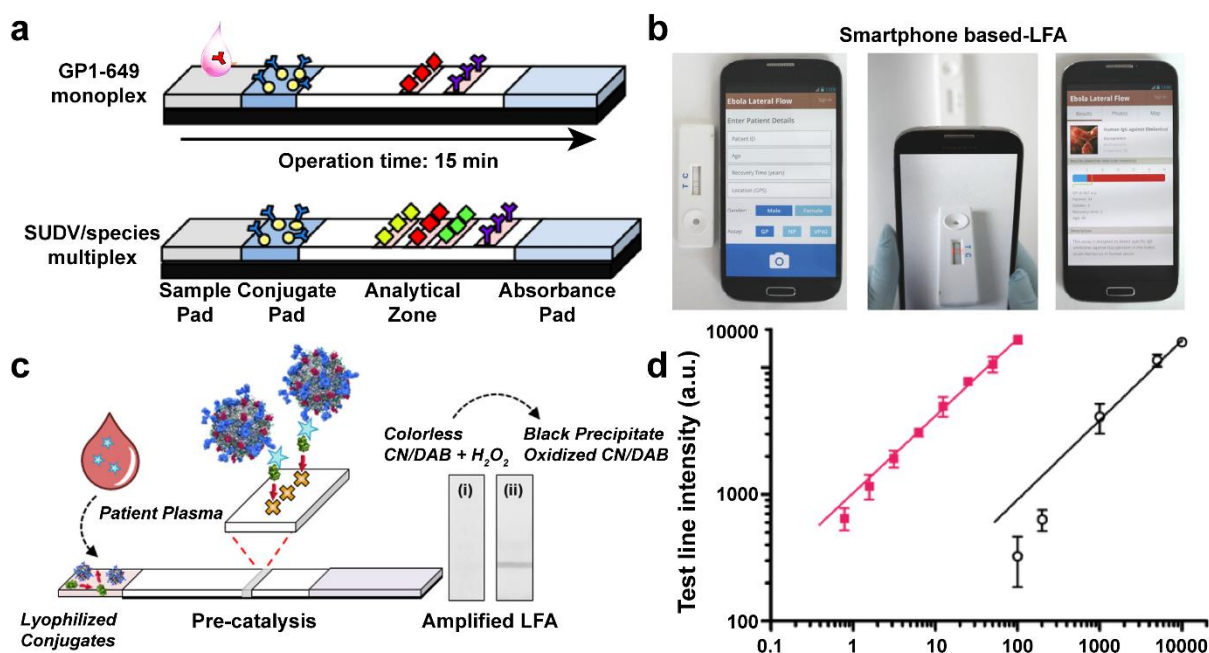 a
GP1-649
monoplex
Operation time: 15 min
SUDV/species
multiplex
Sample
Pad
Conjugate
Pad
Analytical
Zone
Absorbance
Pad
b
Smartphone based-LFA
T C
Ebola Lateral Flow
Enter Patient Details
Patient ID
Age
Recovery Time (years)
Location (GPS)
Gender:
Male
Female
Assay:
GP
NP
VP40
T C
Ebola Lateral Flow
Results
Photos
Map
c
Patient Plasma
Lyophilized
Conjugates
Pre-catalysis
Colorless
CN/DAB + H2O2
Black Precipitate
Oxidized CN/DAB
(i)
(ii)
Amplified LFA
d
Test line intensity (a.u.)
10000
1000
100
0.1
1
10
100
1000
10000